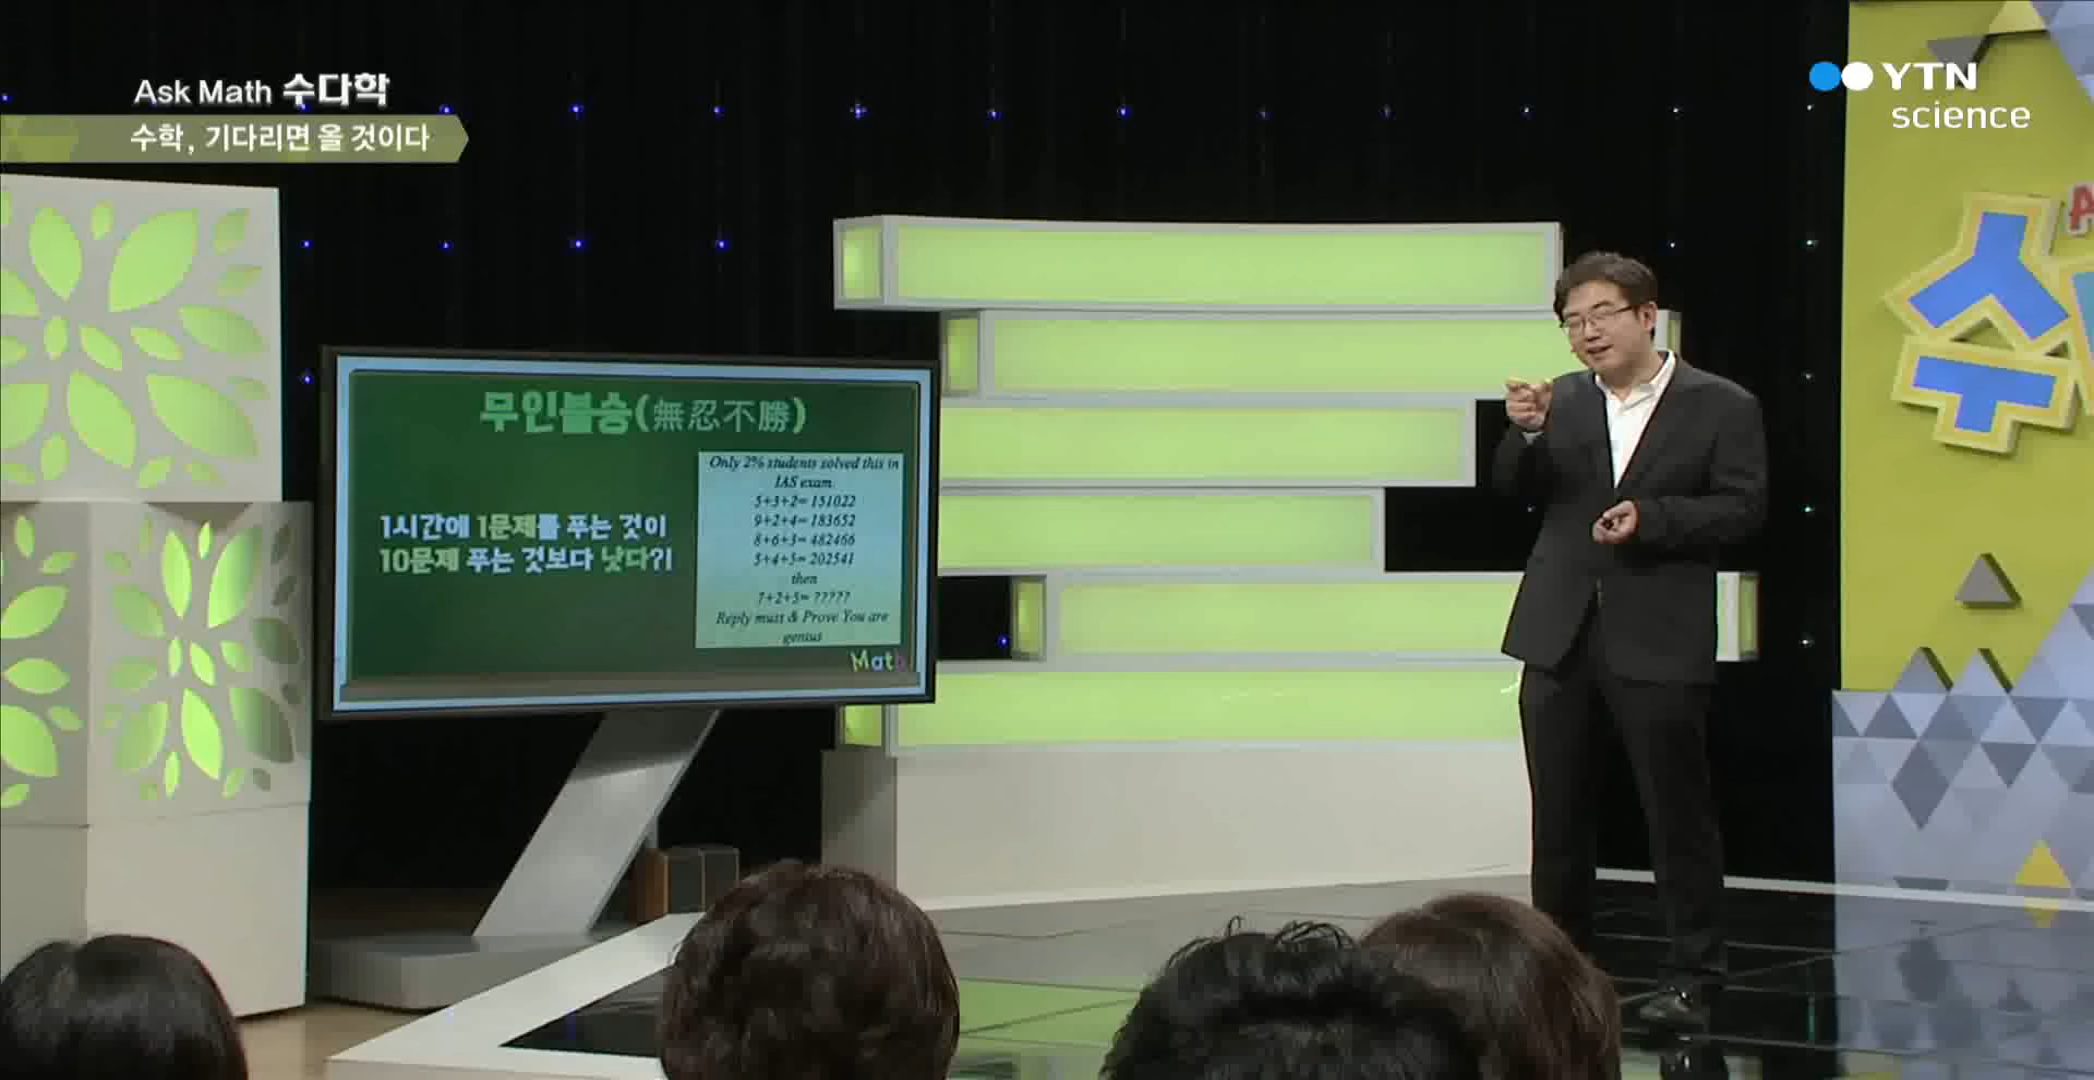 Ask Math 수다학
수학, 기다리면 올 것이다
YTN
science
무인불승(無忍不勝)
1시간에 1문제를 푸는 것이
10문제 푸는 것보다 낫다?!
Only 2% students solved this in
IAS exam
5+3+2= 151022
9+2+4= 183652
8+6+3= 482466
5+4+5= 202541
then
7+2+5= ?????
Reply must & Prove You are
genius
Math
수